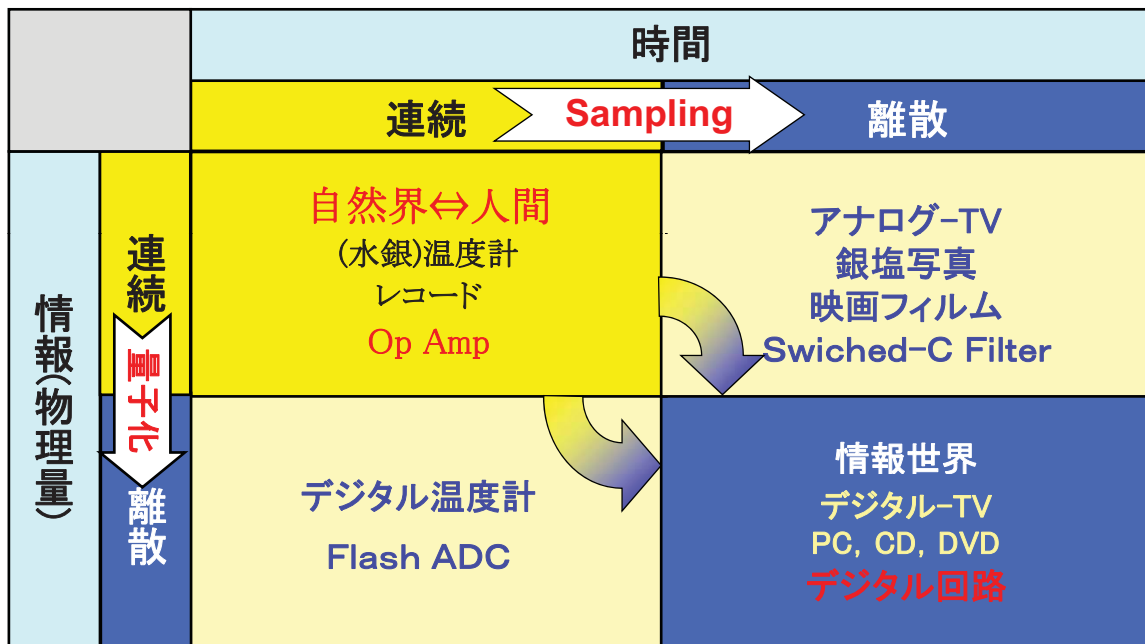 時間
連続
Sampling
離散
情報(物理量)
連続
量子化
離散
自然界⇔人間
(水銀)温度計
レコード
Op Amp
アナログ-TV
銀塩写真
映画フィルム
Swiched-C Filter
デジタル温度計
Flash ADC
情報世界
デジタル-TV
PC, CD, DVD
デジタル回路